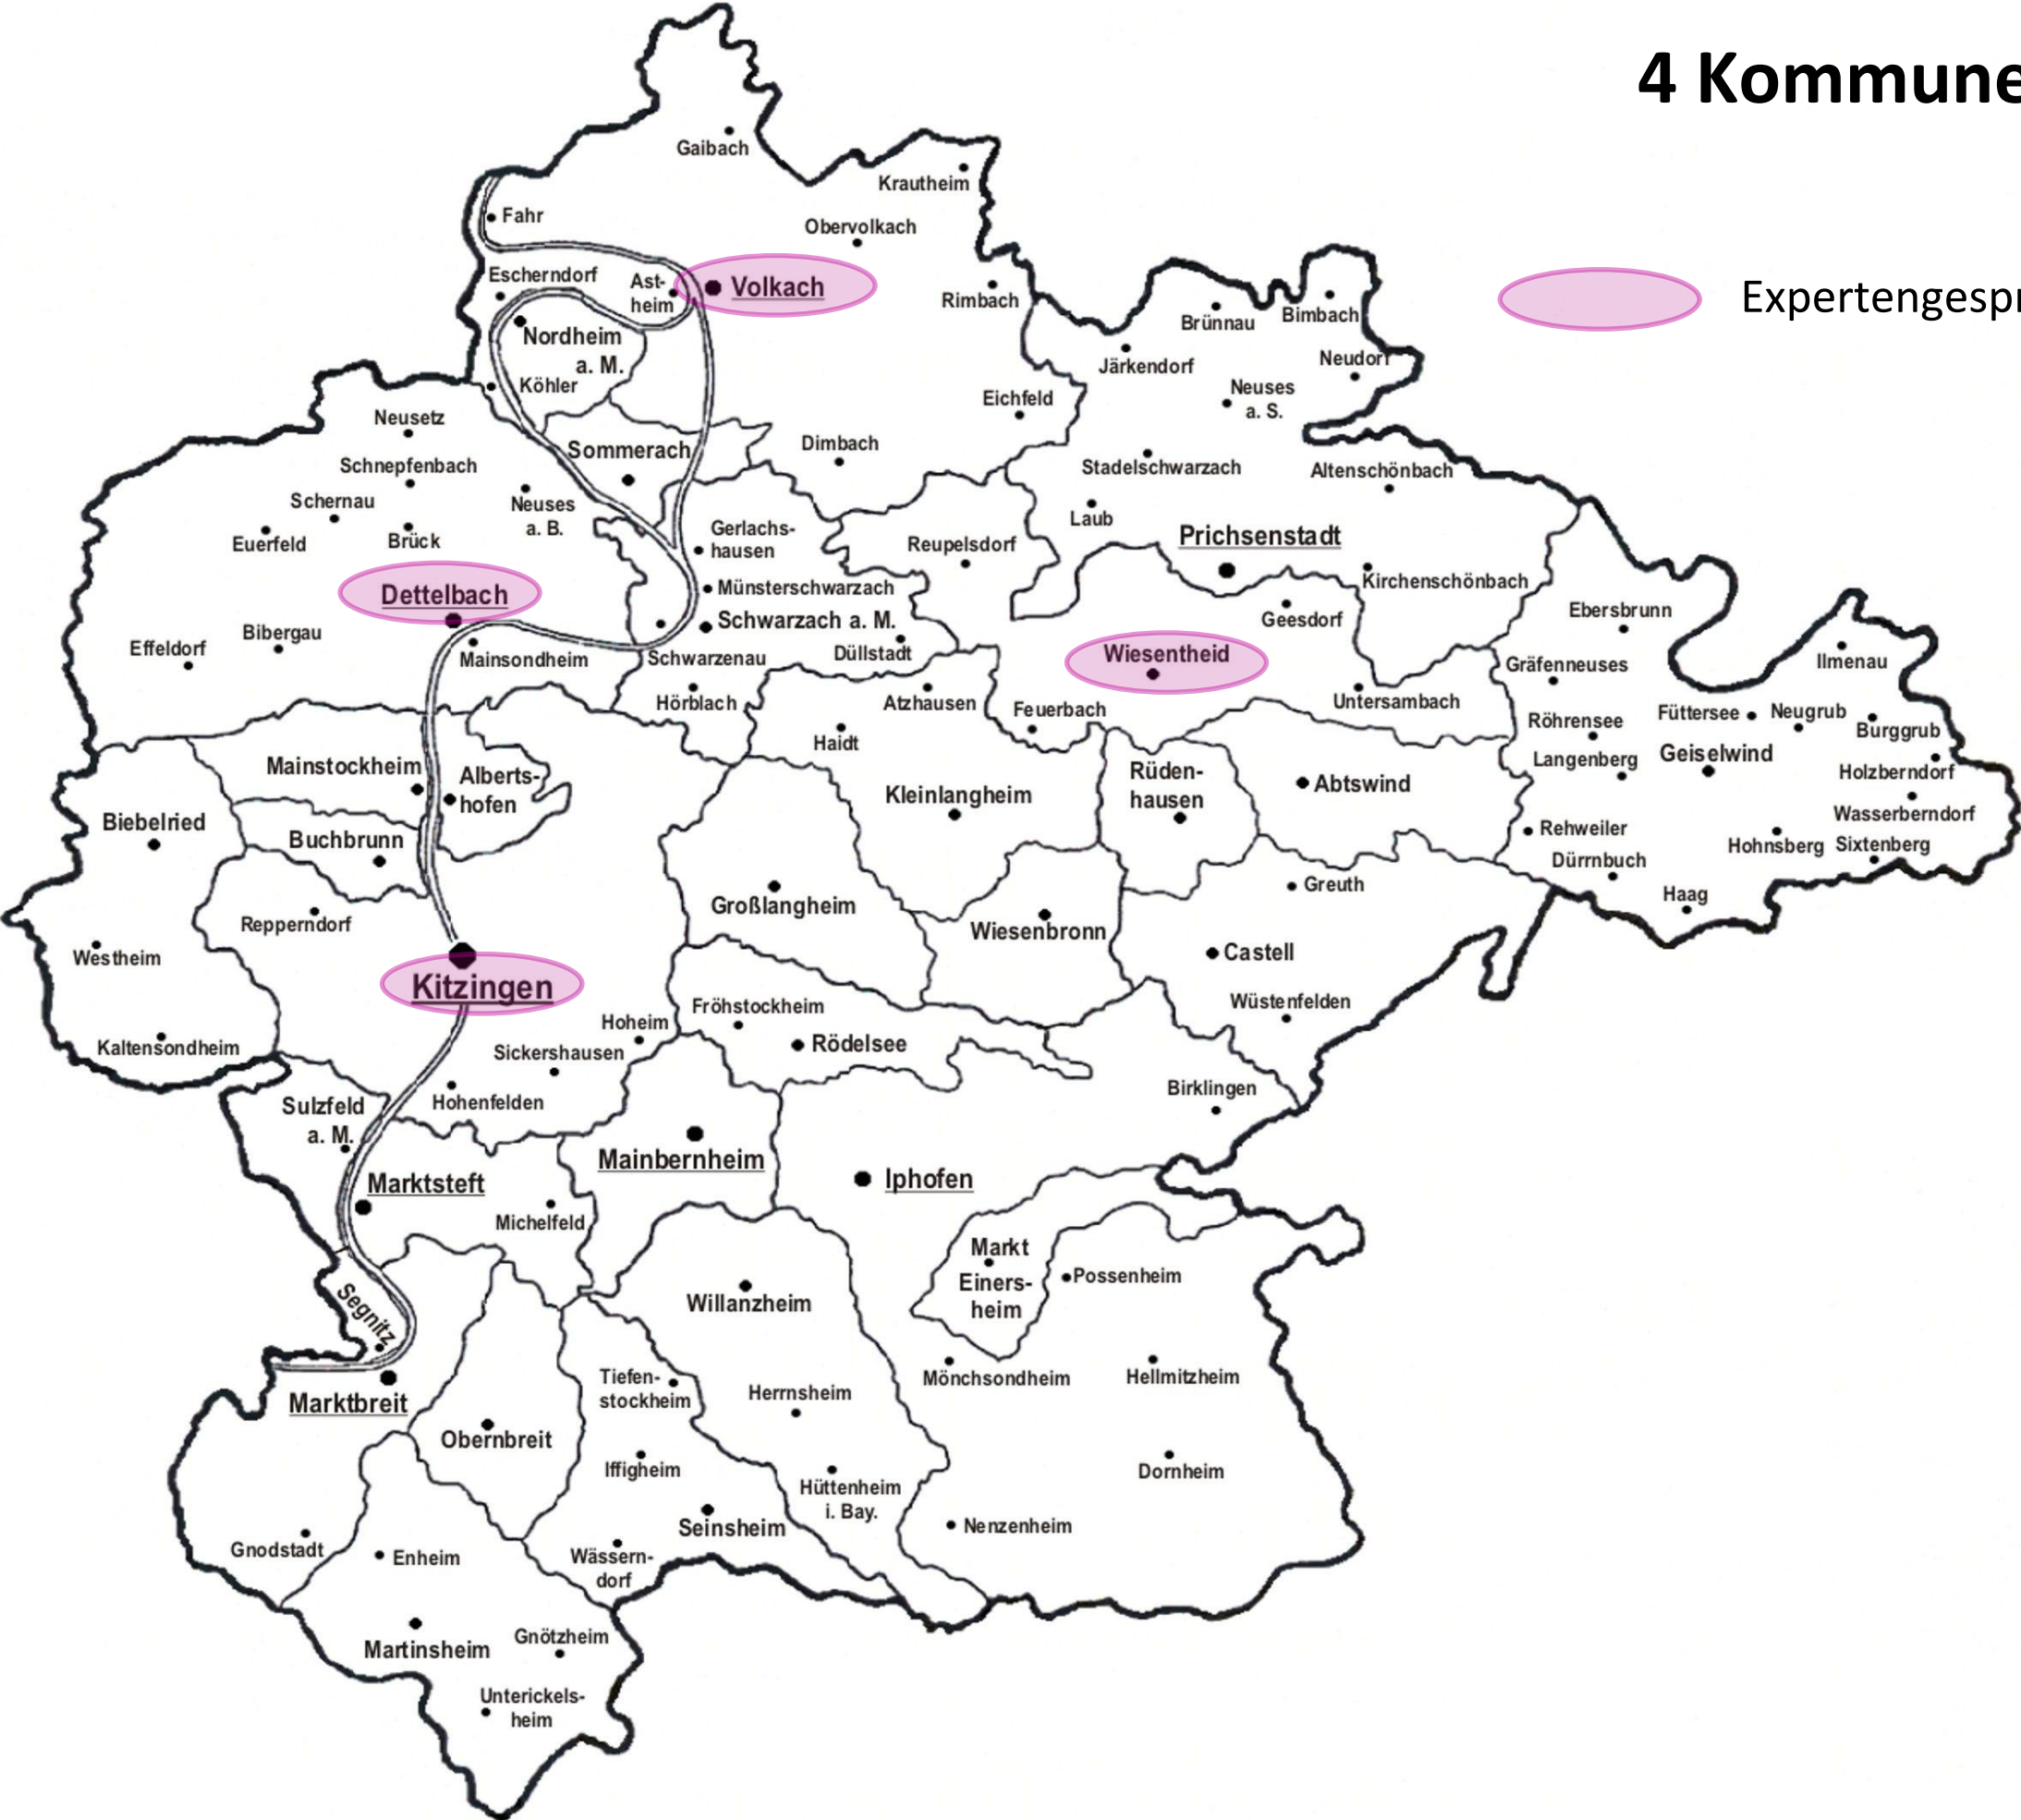 4 Kommune
Gaibach
Krautheim
Fahr
Obervolkach
Escherndorf
Ast-
heim
Volkach
Expertengespr
Rimbach
Brünnau
Bimbach
Nordheim
a. M.
Järkendorf
Neudorf
Köhler
Eichfeld
Neuses
a. S.
Neusetz
Sommerach
Dimbach
Schnepfenbach
Stadelschwarzach
Altenschönbach
Schernau
Neuses
a. B.
Laub
Euerfeld
Brück
Gerlachs-
hausen
Reupelsdorf
Prichsenstadt
Kirchenschönbach
Dettelbach
Münsterschwarzach
Schwarzach a. M.
Geesdorf
Ebersbrunn
Effeldorf
Bibergau
Mainsondheim
Schwarzenau
Düllstadt
Wiesentheid
Gräfenneuses
Ilmenau
Hörblach
Atzhausen
Feuerbach
Untersambach
Röhrensee
Füttersee
Neugrub
Burggrub
Haidt
Langenberg
Geiselwind
Holzberndorf
Mainstockheim
Alberts-
hofen
Kleinlangheim
Rüden-
hausen
Abtswind
Wasserberndorf
Biebelried
Buchbrunn
Rehweiler
Hohnsberg
Sixtenberg
Dürrnbuch
Greuth
Haag
Repperndorf
Großlangheim
Wiesenbronn
Westheim
Castell
Kitzingen
Wüstenfelden
Fröhstockheim
Hoheim
Rödelsee
Kaltensondheim
Sickershausen
Birklingen
Hohenfelden
Sulzfeld
a. M.
Mainbernheim
Iphofen
Marktsteft
Michelfeld
Markt
Einers-
heim
Possenheim
Segnitz
Willanzheim
Mönchsondheim
Hellmitzheim
Tiefen-
stockheim
Herrnsheim
Marktbreit
Obernbreit
Iffigheim
Dornheim
Hüttenheim
i. Bay.
Seinsheim
Nenzenheim
Gnodstadt
Enheim
Wässern-
dorf
Martinsheim
Gnötzheim
Unterickels-
heim